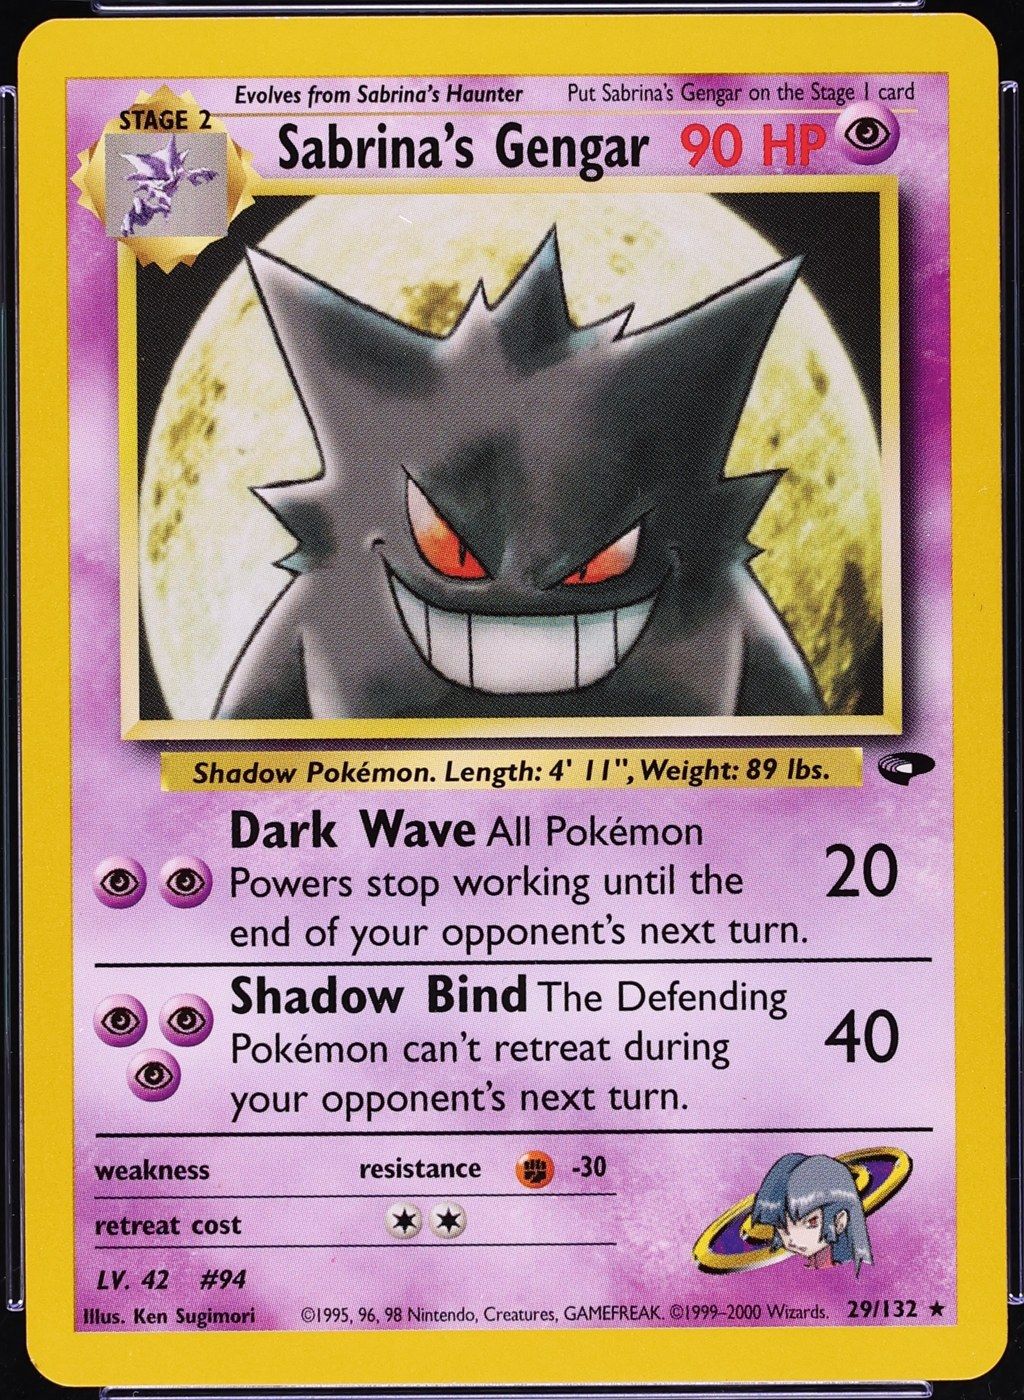 Evolves from Sabrina's Haunter Put Sabrina's Gengar on the Stage 1 card
STAGE 2
Sabrina's Gengar 90 HP
Shadow Pokémon. Length: 4' 11", Weight: 89 lbs.
Dark Wave All Pokémon
Powers stop working until the
end of your opponent's next turn.
20
Shadow Bind The Defending
Pokémon can't retreat during
your opponent's next turn.
40
weakness resistance -30
retreat cost
LV. 42 #94
Illus. Ken Sugimori ©1995, 96, 98 Nintendo, Creatures, GAMEFREAK. ©1999–2000 Wizards. 29/132 ★